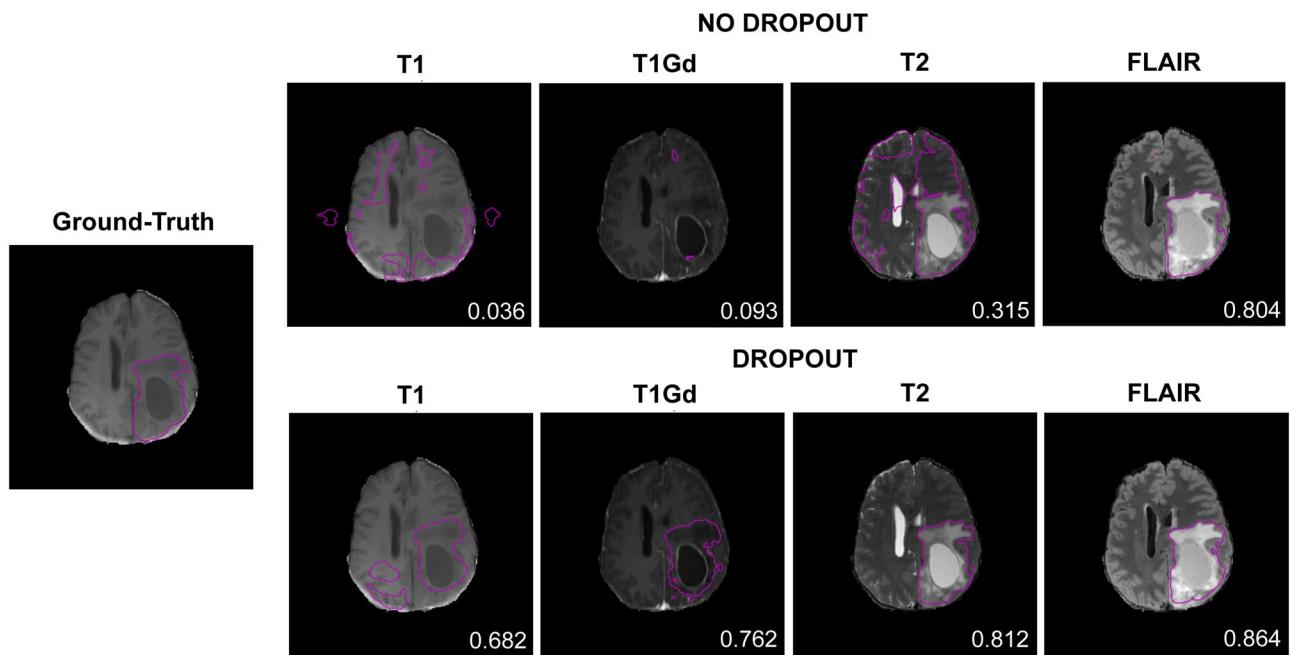 NO DROPOUT
T1 T1Gd T2 FLAIR
Ground-Truth
0.036 0.093 0.315 0.804
DROPOUT
T1 T1Gd T2 FLAIR
0.682 0.762 0.812 0.864